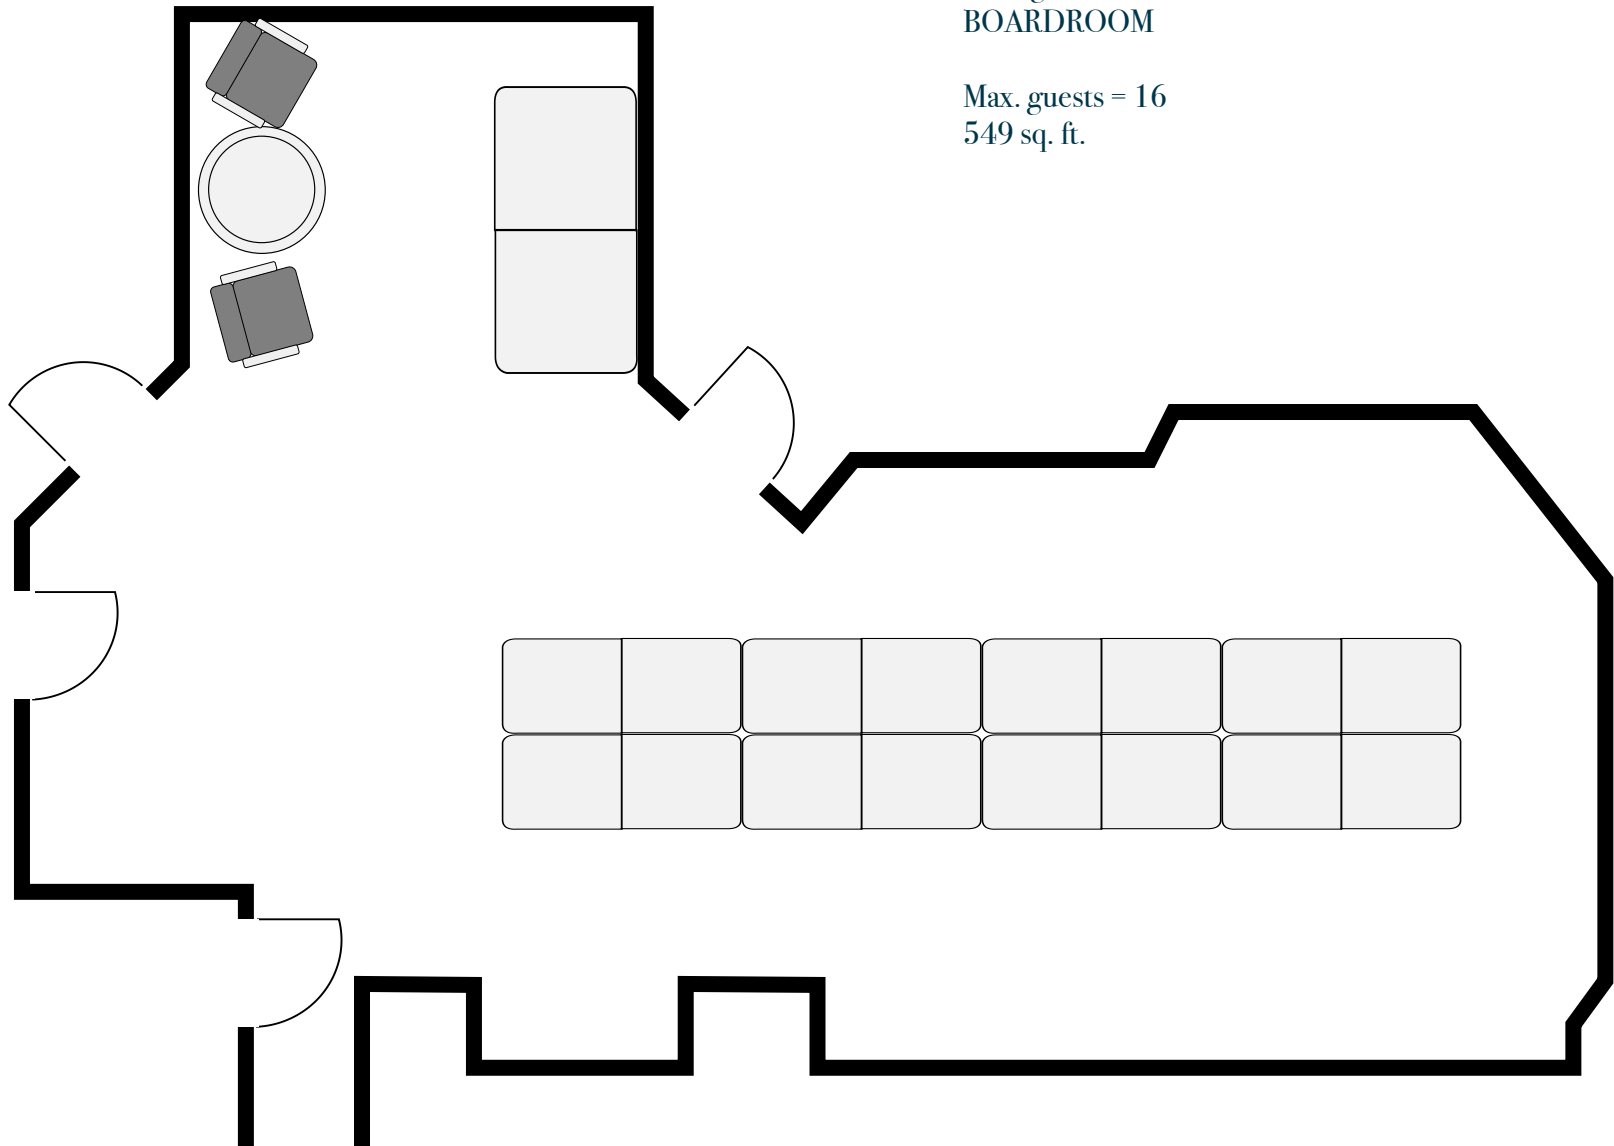 BOARDROOM
Max. guests = 16
549 sq. ft.